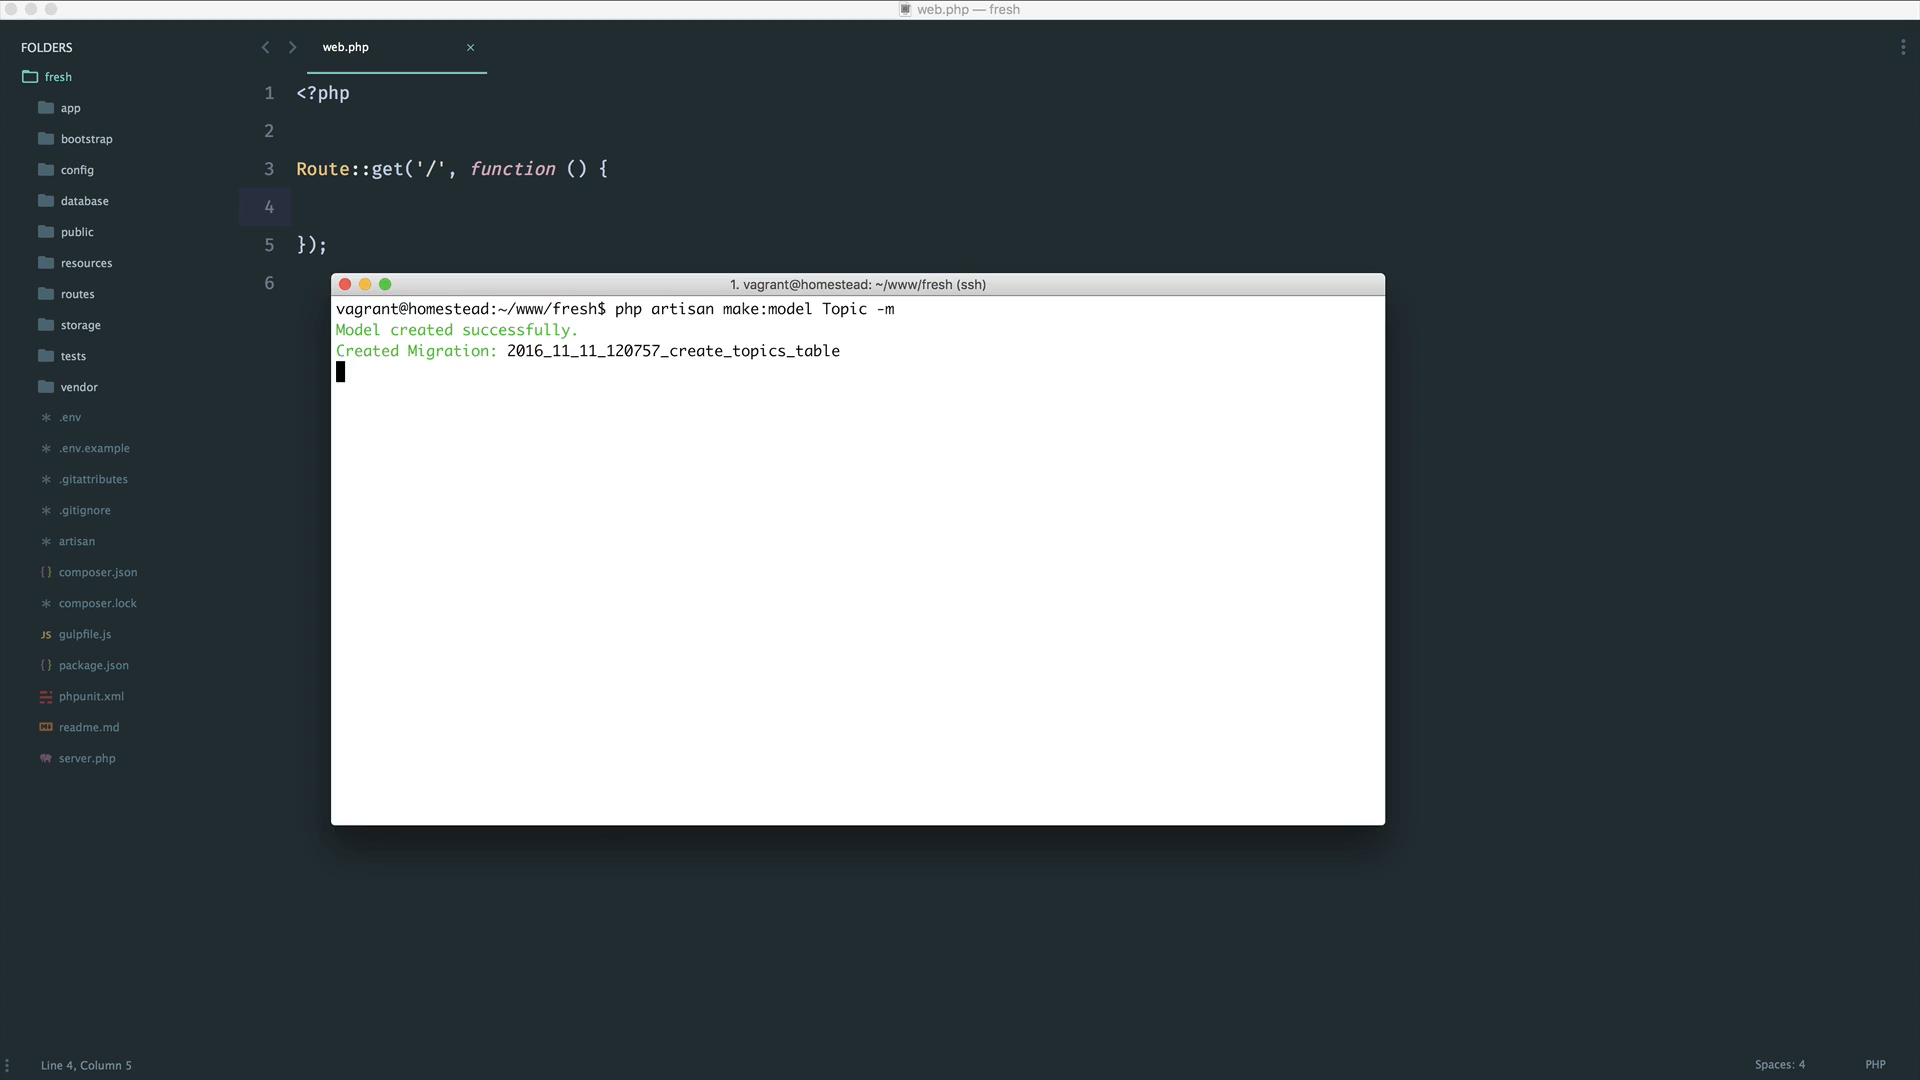 web.php — fresh
FOLDERS
fresh
app
bootstrap
config
database
public
resources
routes
storage
tests
vendor
.env
.env.example
.gitattributes
.gitignore
artisan
{ } composer.json
composer.lock
JS gulpfile.js
{ } package.json
phpunit.xml
readme.md
server.php
web.php ×
1 <?php
2
3 Route::get('/', function () {
4
5 });
6
1. vagrant@homestead: ~/www/fresh (ssh)
vagrant@homestead:~/www/fresh$ php artisan make:model Topic -m
Model created successfully.
Created Migration: 2016_11_11_120757_create_topics_table
Line 4, Column 5
Spaces: 4
PHP